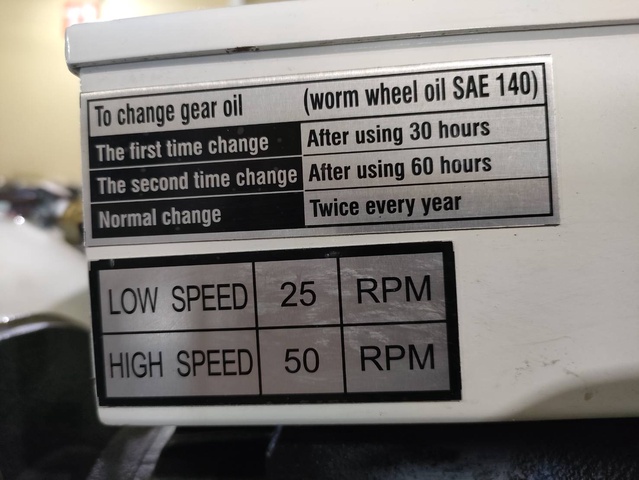 To change gear oil (worm wheel oil SAE 140)
The first time change After using 30 hours
The second time change After using 60 hours
Normal change Twice every year
LOW SPEED 25 RPM
HIGH SPEED 50 RPM